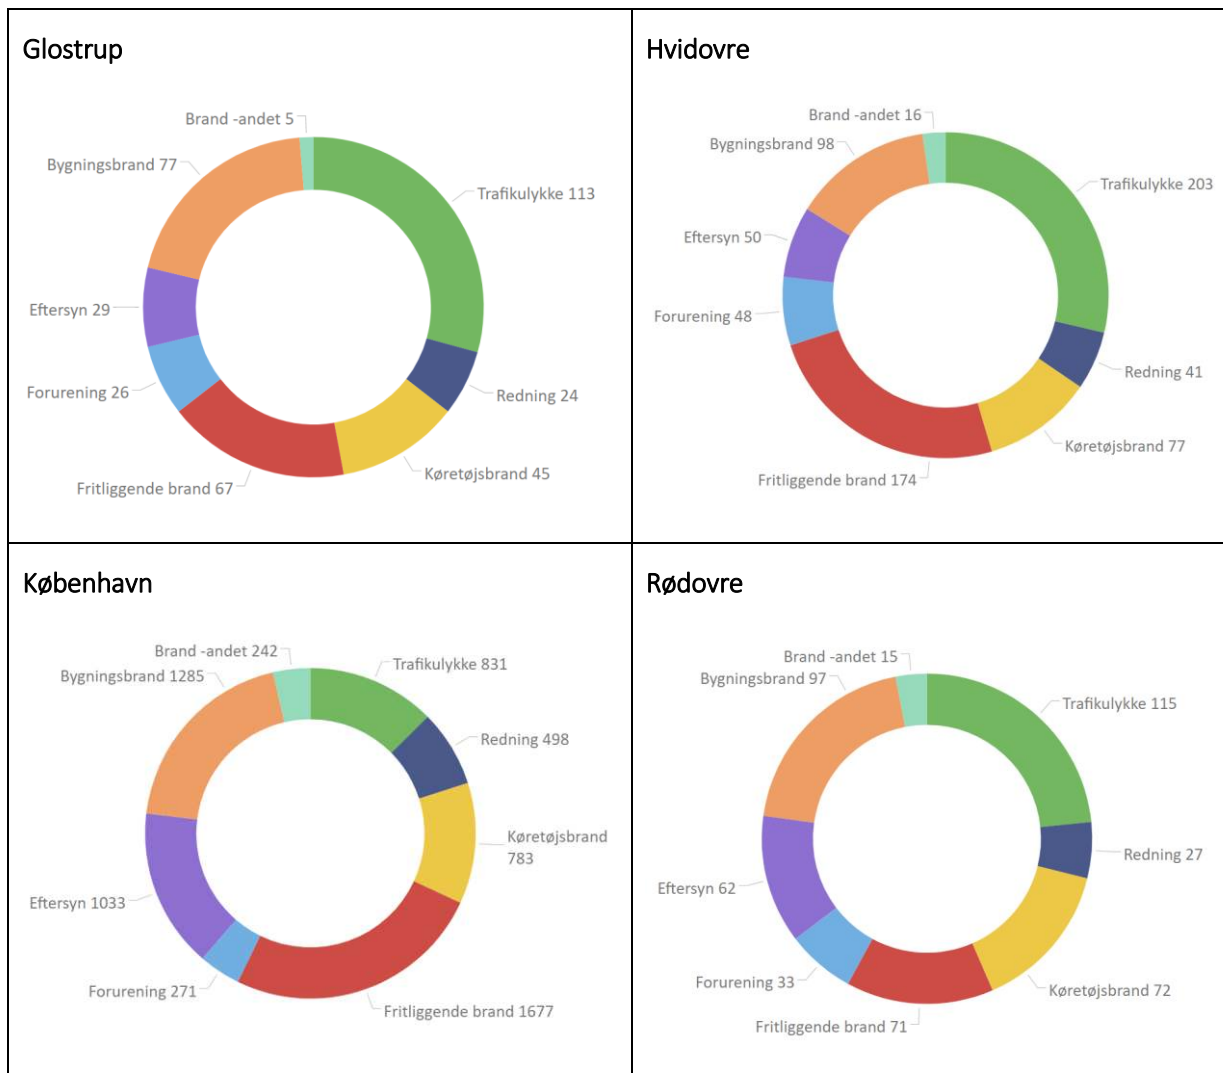 Glostrup
Brand -andet 5
Bygningsbrand 77
Trafikulykke 113
Eftersyn 29
Forurening 26
Redning 24
Køretøjsbrand 45
Fritliggende brand 67
Hvidovre
Brand -andet 16
Bygningsbrand 98
Trafikulykke 203
Eftersyn 50
Forurening 48
Redning 41
Køretøjsbrand 77
Fritliggende brand 174
København
Brand -andet 242
Trafikulykke 831
Bygningsbrand 1285
Redning 498
Køretøjsbrand
783
Eftersyn 1033
Forurening 271
Fritliggende brand 1677
Rødovre
Brand -andet 15
Bygningsbrand 97
Trafikulykke 115
Redning 27
Eftersyn 62
Forurening 33
Køretøjsbrand 72
Fritliggende brand 71